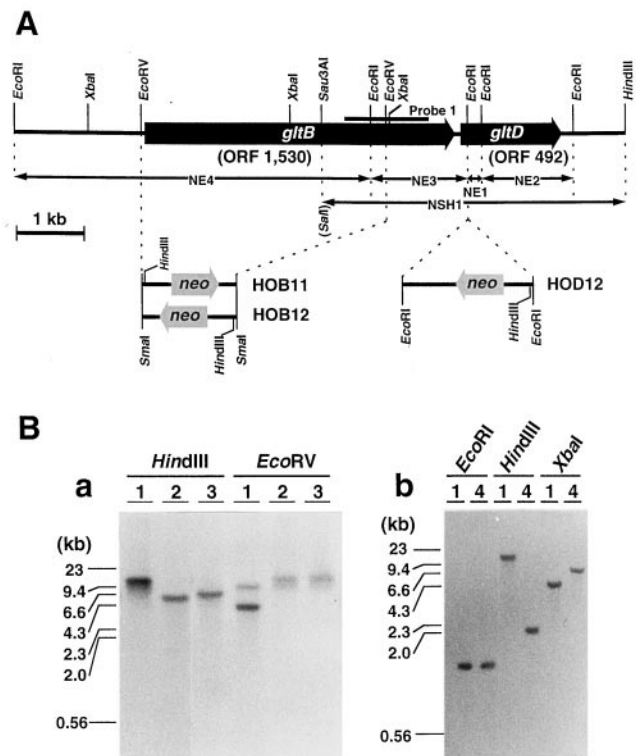 A
EcoRI
XbaI
EcoRV
XbaI
Sau3AI
EcoRI
EcoRV
XbaI
EcoRI
EcoRI
EcoRI
HindIII
Probe 1
gltB
gltD
(ORF 1,530)
(ORF 492)
NE4
NE3
NE1
NE2
NSH1
(SalI)
1 kb
HindIII
neo
HOB11
neo
HOB12
SmaI
HindIII
SmaI
neo
HOD12
EcoRI
HindIII
EcoRI
B
a
HindIII
EcoRV
1 2 3 1 2 3
(kb)
23
9.4
6.6
4.3
2.3
2.0
0.56
b
EcoRI
HindIII
XbaI
1 4 1 4 1 4
(kb)
23
9.4
6.6
4.3
2.3
2.0
0.56